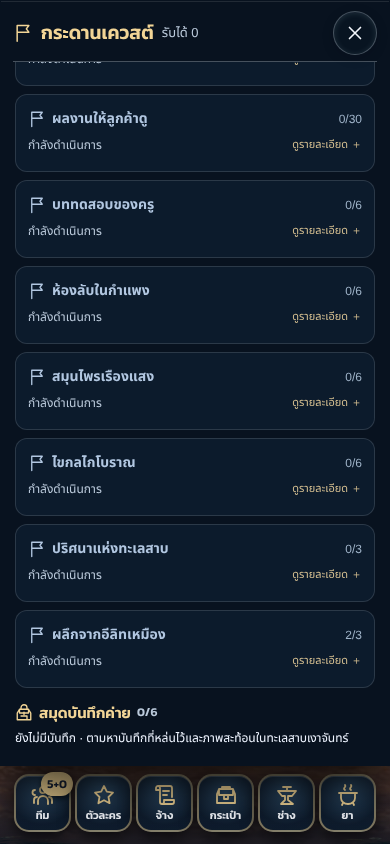 กระดานเควสต์ รับได้ 0
ผลงานให้ลูกค้าดู 0/30
กำลังดำเนินการ ดูรายละเอียด +
บททดสอบของครู 0/6
กำลังดำเนินการ ดูรายละเอียด +
ห้องลับในกำแพง 0/6
กำลังดำเนินการ ดูรายละเอียด +
สมุนไพรเรืองแสง 0/6
กำลังดำเนินการ ดูรายละเอียด +
ไขกลไกโบราณ 0/6
กำลังดำเนินการ ดูรายละเอียด +
ปริศนาแห่งทะเลสาบ 0/3
กำลังดำเนินการ ดูรายละเอียด +
ผลึกจากอีลิทเหมือง 2/3
กำลังดำเนินการ ดูรายละเอียด +
สมุดบันทึกค่าย 0/6
ยังไม่มีบันทึก · ตามหาบันทึกที่หล่นไว้และภาพสะท้อนในทะเลสาบเงาจันทร์
5+0
ทีม ตัวละคร จ้าง กระเป๋า ช่าง ยา